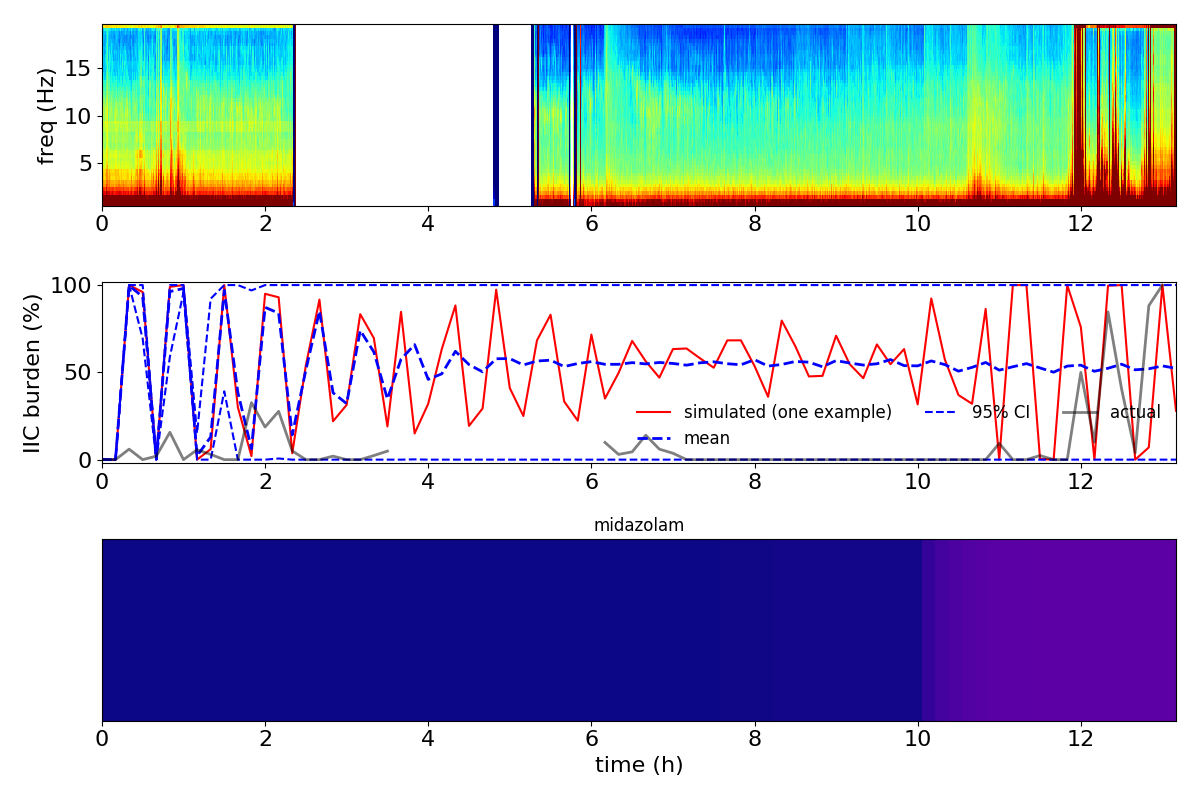 freq (Hz)
15
10
5
0 2 4 6 8 10 12
IIC burden (%)
100
50
0
simulated (one example) 95% CI actual
mean
0 2 4 6 8 10 12
midazolam
0 2 4 6 8 10 12
time (h)